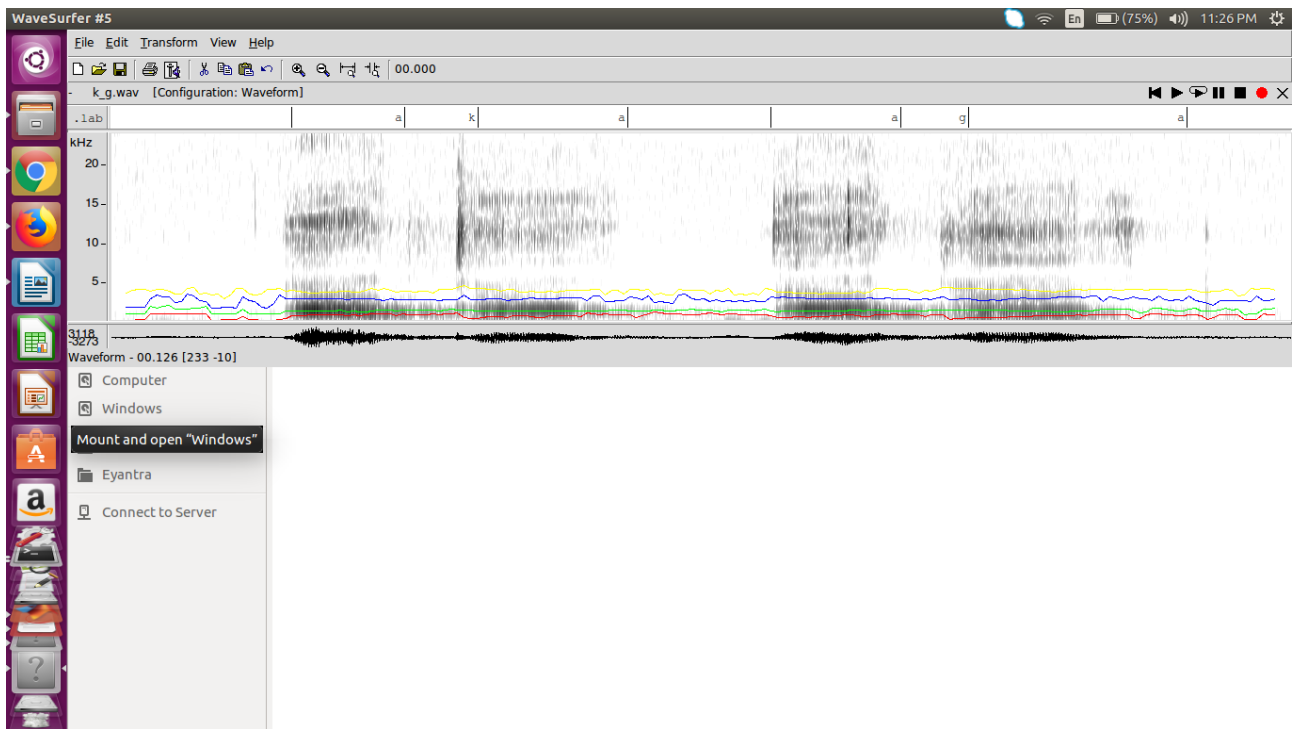 WaveSurfer #5 En (75%) 11:26 PM
File Edit Transform View Help
00.000
- k_g.wav [Configuration: Waveform]
.lab a k a a g a
kHz
20
15
10
5
3118
-3273
Waveform - 00.126 [233 -10]
Computer
Windows
Mount and open “Windows”
Eyantra
Connect to Server